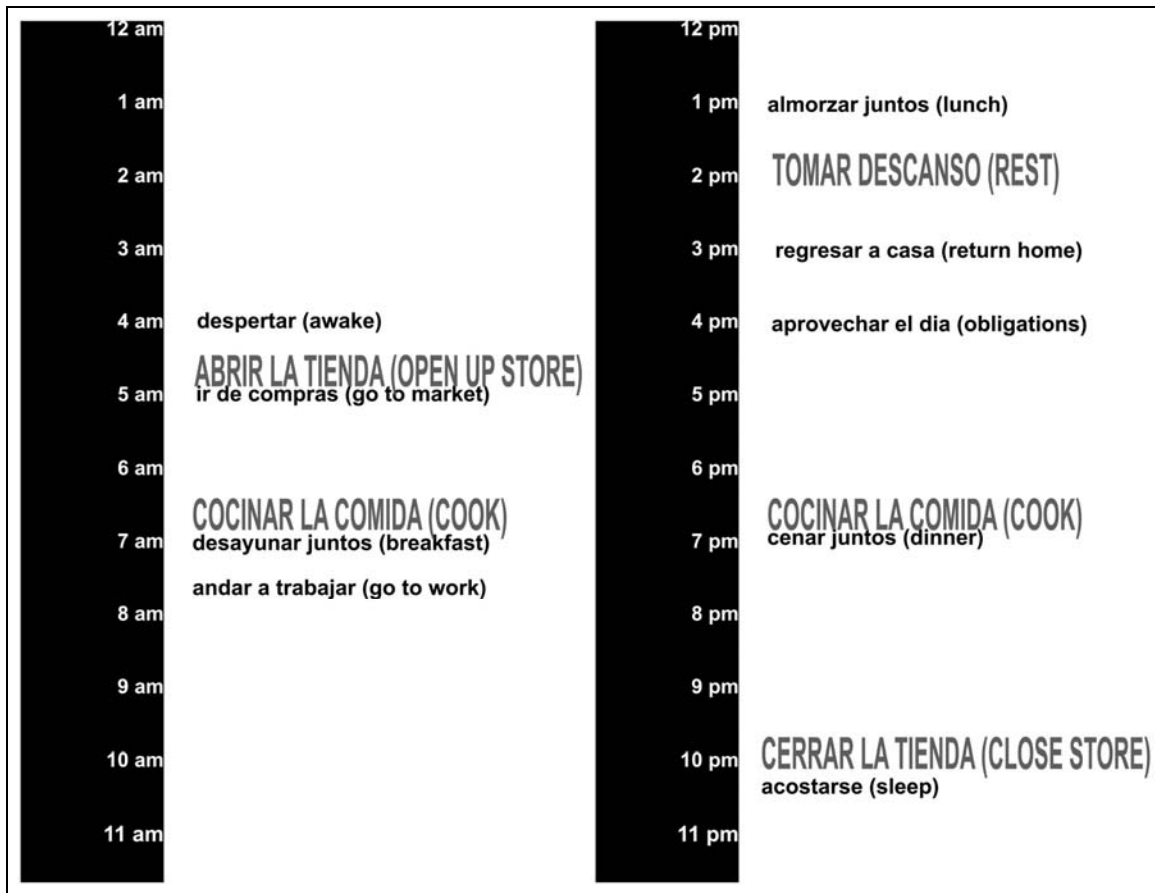 12 am
1 am
2 am
3 am
4 am
despertar (awake)
ABRIR LA TIENDA (OPEN UP STORE)
5 am
ir de compras (go to market)
6 am
COCINAR LA COMIDA (COOK)
7 am
desayunar juntos (breakfast)
andar a trabajar (go to work)
8 am
9 am
10 am
11 am
12 pm
1 pm
almorzar juntos (lunch)
2 pm
TOMAR DESCANSO (REST)
3 pm
regresar a casa (return home)
4 pm
aprovechar el dia (obligations)
5 pm
6 pm
COCINAR LA COMIDA (COOK)
7 pm
cenar juntos (dinner)
8 pm
9 pm
10 pm
CERRAR LA TIENDA (CLOSE STORE)
acostarse (sleep)
11 pm